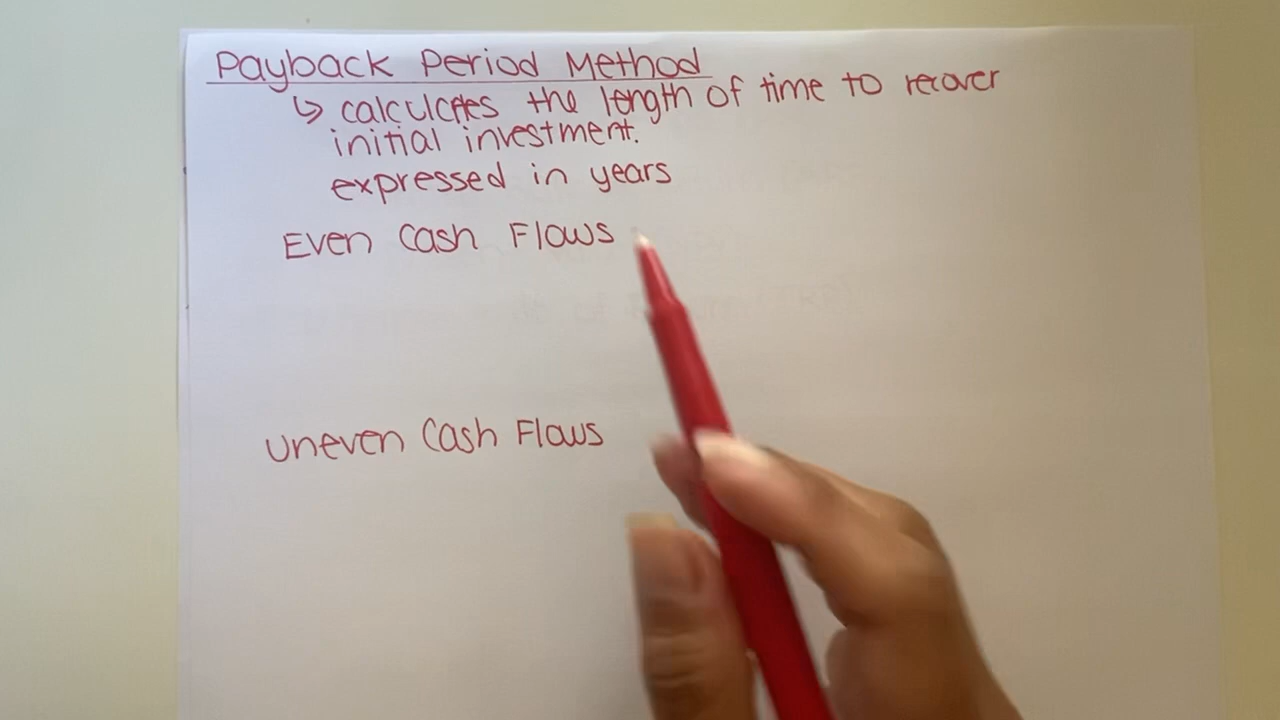 Payback Period Method
↳ calculates the length of time to recover
initial investment.
expressed in years
Even Cash Flows
Uneven Cash Flows